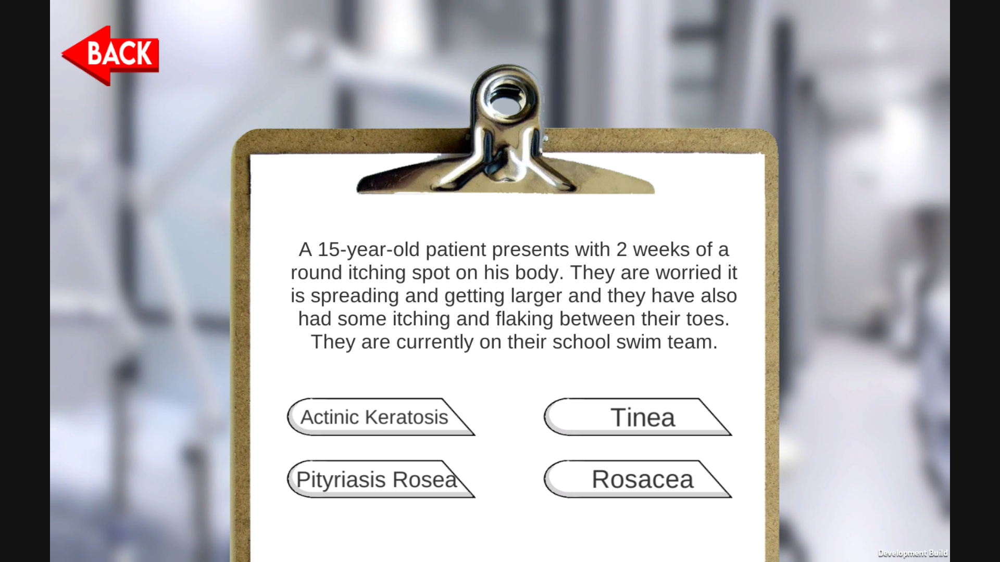 BACK
A 15-year-old patient presents with 2 weeks of a
round itching spot on his body. They are worried it
is spreading and getting larger and they have also
had some itching and flaking between their toes.
They are currently on their school swim team.
Actinic Keratosis
Tinea
Pityriasis Rosea
Rosacea
Development Build